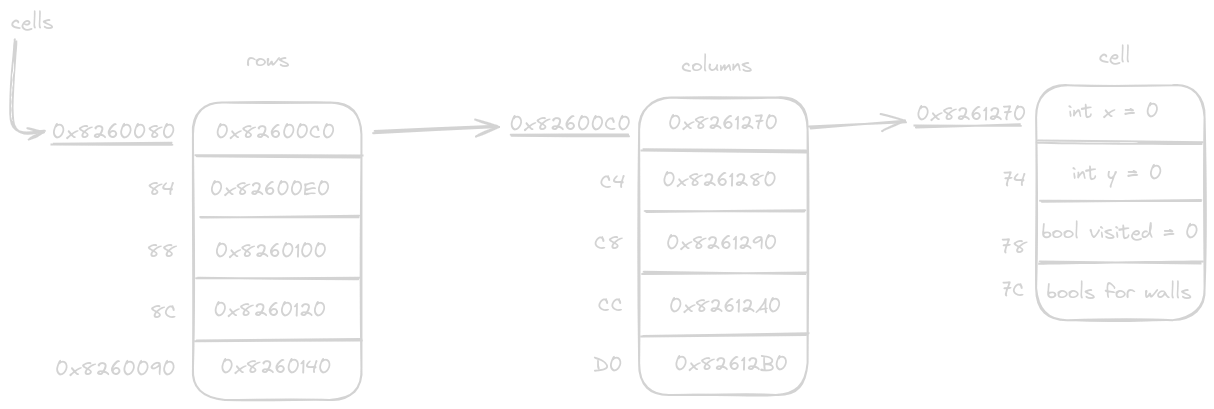 cells
rows
columns
cell
0x8260080 0x82600C0 0x82600C0 0x8261270 0x8261270 int x = 0
84 0x82600E0 C4 0x8261280 74 int y = 0
88 0x8260100 C8 0x8261290 78 bool visited = 0
8C 0x8260120 CC 0x82612A0 7C bools for walls
0x8260090 0x8260140 D0 0x82612B0